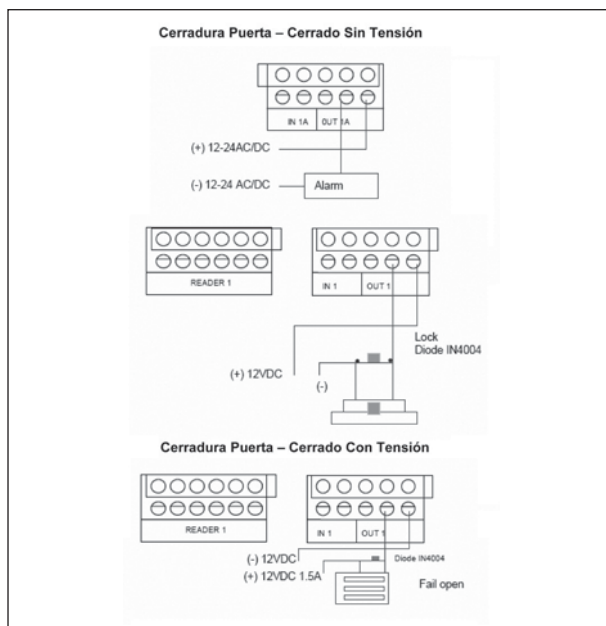 Cerradura Puerta – Cerrado Sin Tensión
IN 1A OUT 1A
(+) 12-24AC/DC
(-) 12-24 AC/DC
Alarm
READER 1
IN 1 OUT 1
Lock
Diode IN4004
(+) 12VDC
(-)
Cerradura Puerta – Cerrado Con Tensión
READER 1
IN 1 OUT 1
(-) 12VDC
Diode IN4004
(+) 12VDC 1.5A
Fail open